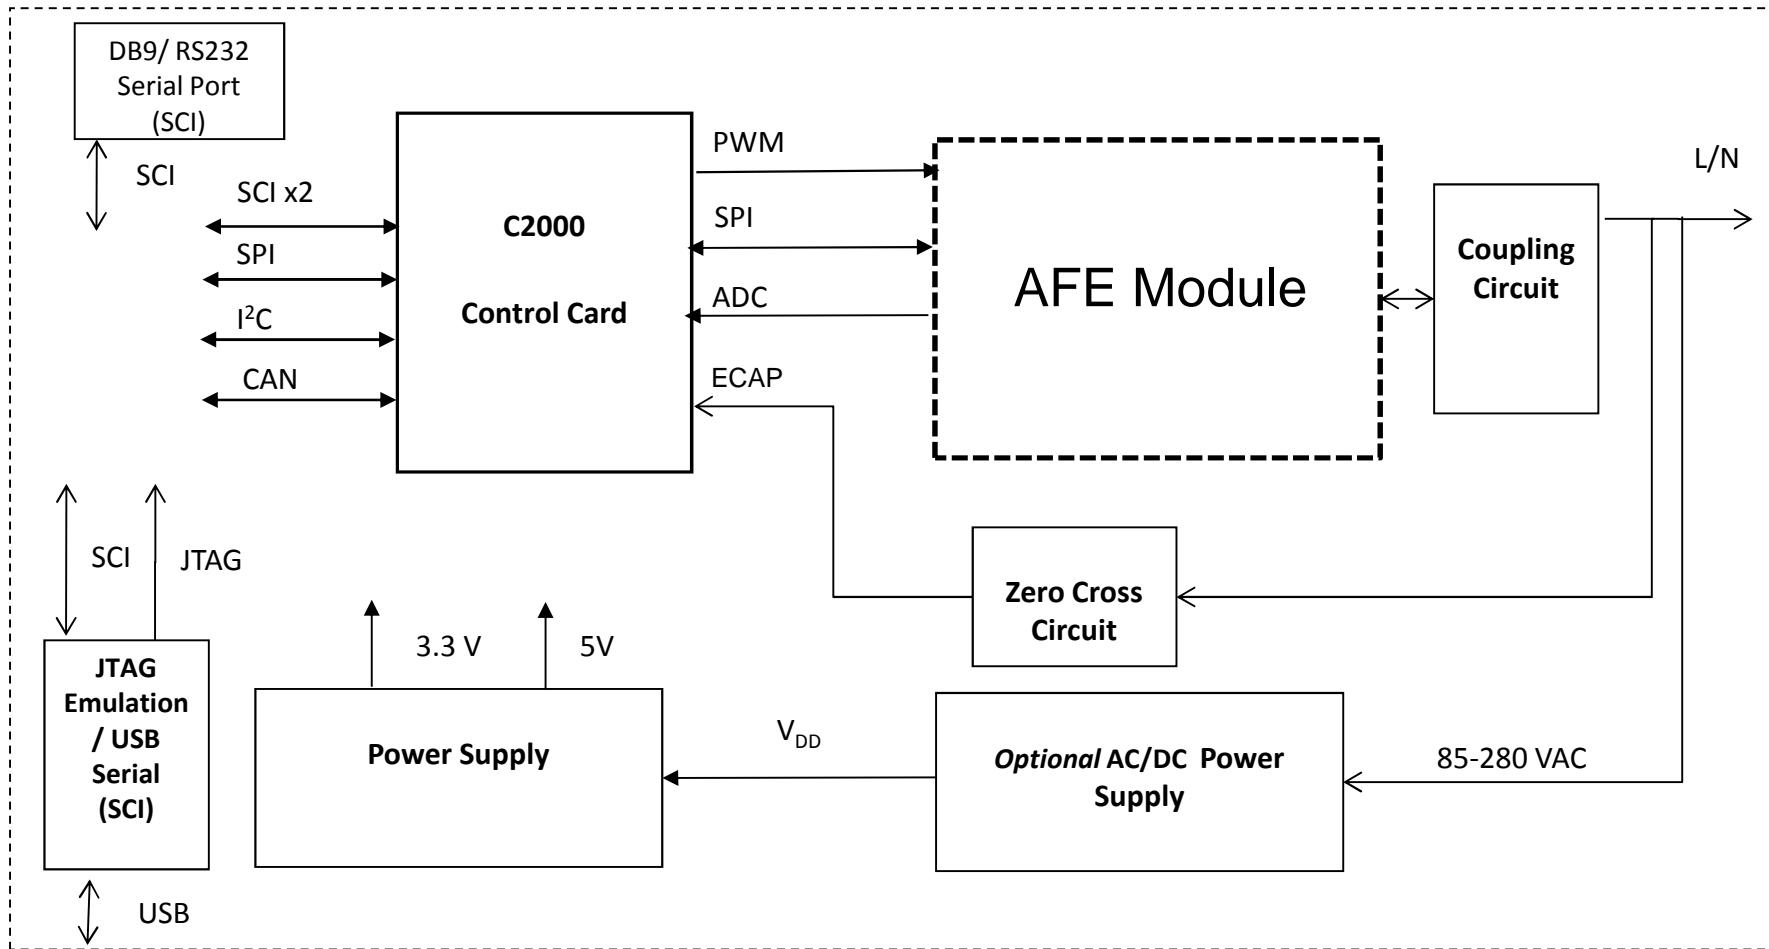 DB9/ RS232
Serial Port
(SCI)
SCI
SCI x2
SPI
I²C
CAN
C2000
Control Card
PWM
SPI
ADC
ECAP
AFE Module
Coupling
Circuit
L/N
SCI
JTAG
JTAG
Emulation
/ USB
Serial
(SCI)
USB
3.3 V
5V
Power Supply
V_DD
Zero Cross
Circuit
Optional AC/DC Power
Supply
85-280 VAC